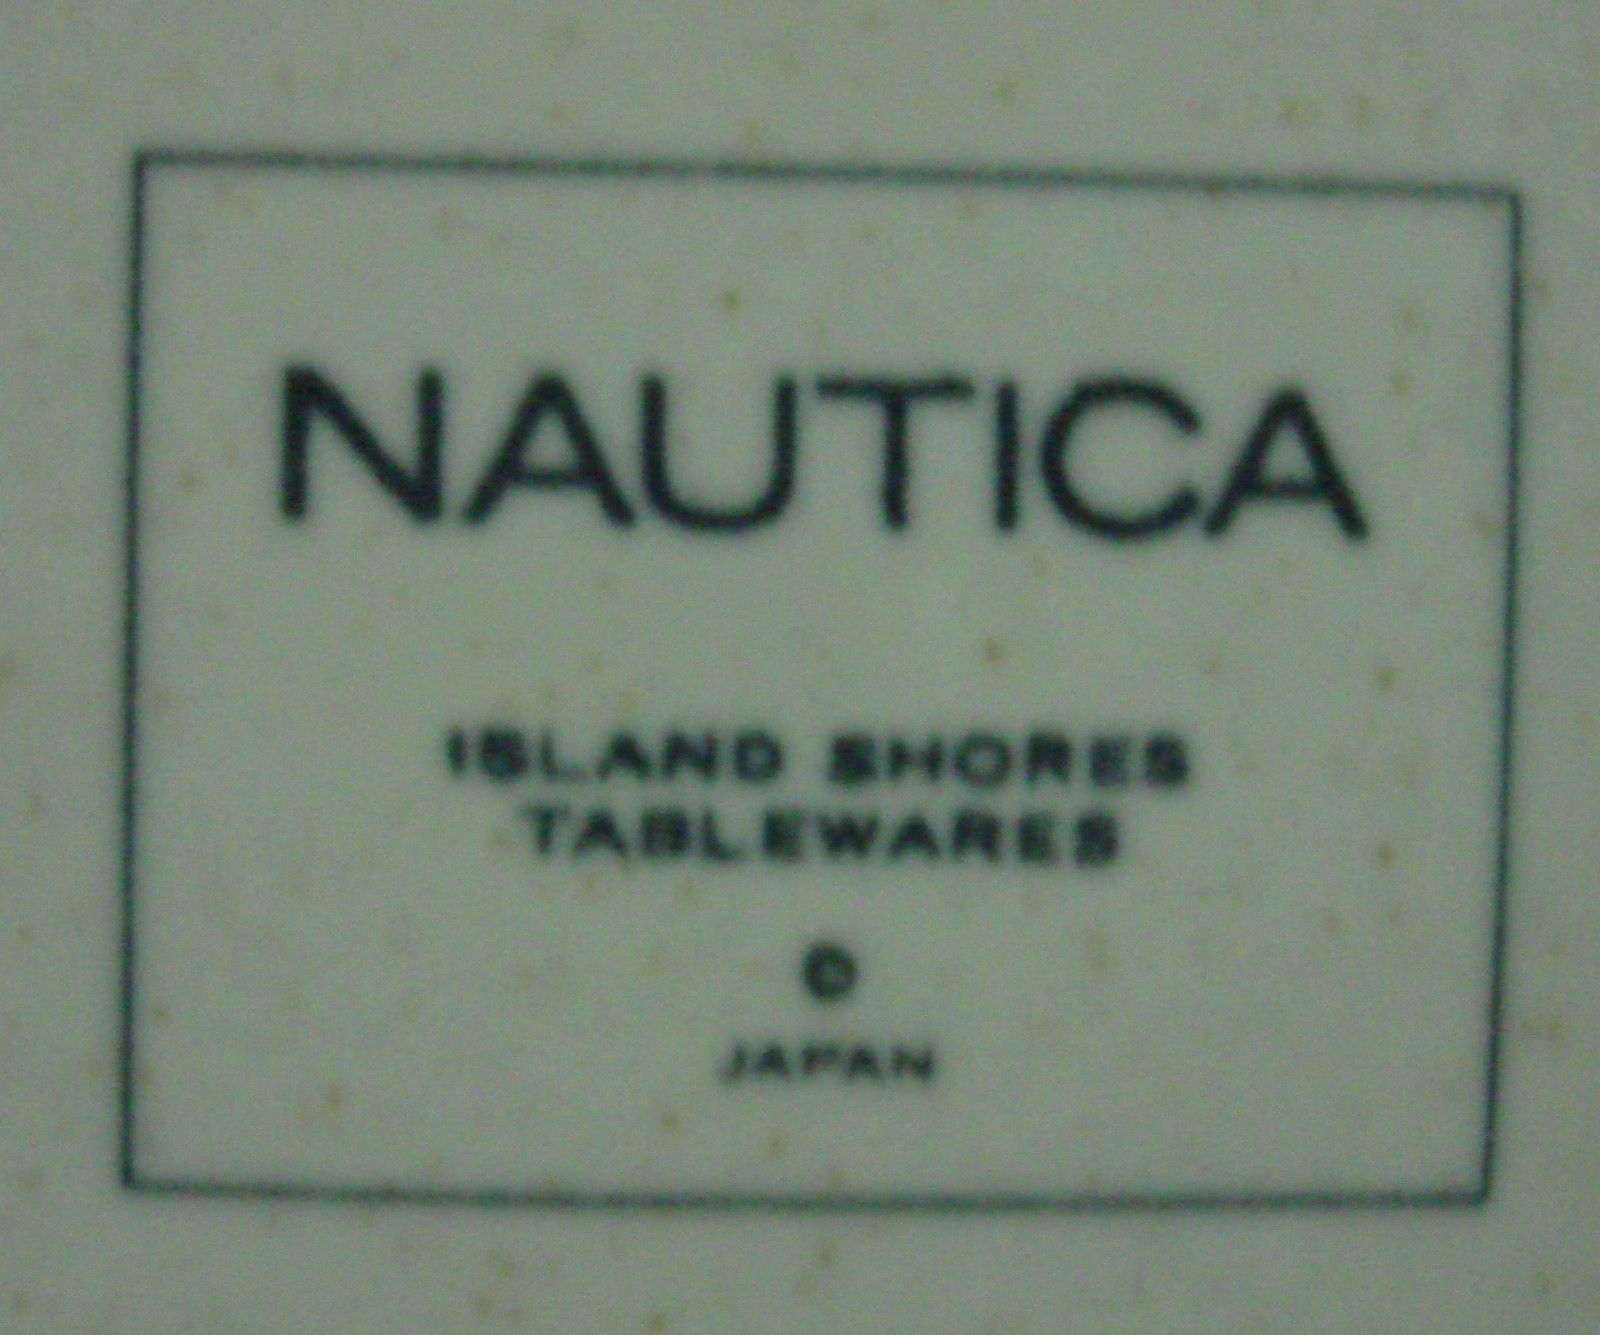 NAUTICA
ISLAND SHORES
TABLEWARES
©
JAPAN